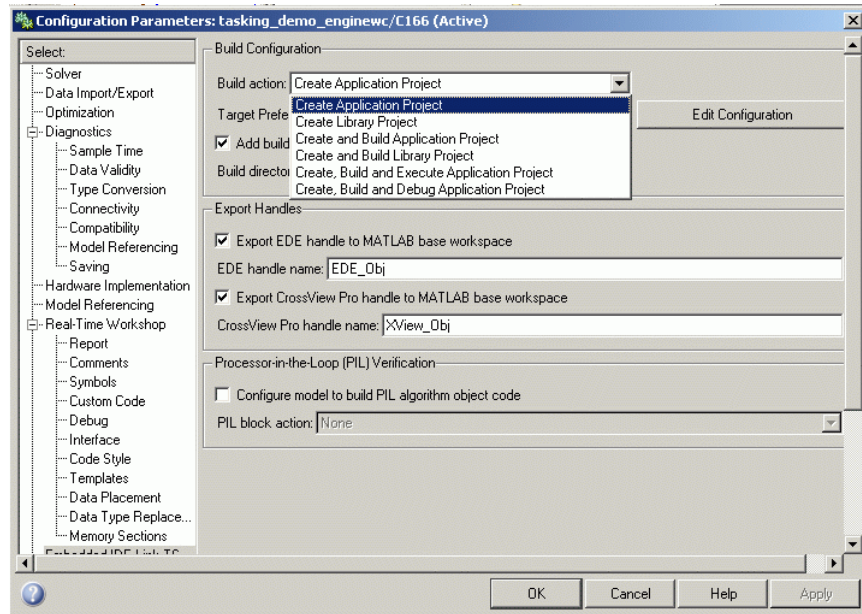 Configuration Parameters: tasking_demo_enginewc/C166 (Active)
Select:
Solver
Data Import/Export
Optimization
Diagnostics
Sample Time
Data Validity
Type Conversion
Connectivity
Compatibility
Model Referencing
Saving
Hardware Implementation
Model Referencing
Real-Time Workshop
Report
Comments
Symbols
Custom Code
Debug
Interface
Code Style
Templates
Data Placement
Data Type Replace...
Memory Sections
Embedded IDE Link TS
Build Configuration
Build action: Create Application Project
Create Application Project
Create Library Project
Create and Build Application Project
Create and Build Library Project
Create, Build and Execute Application Project
Create, Build and Debug Application Project
Target Prefe
Edit Configuration
Add build
Build directo
Export Handles
Export EDE handle to MATLAB base workspace
EDE handle name: EDE_Obj
Export CrossView Pro handle to MATLAB base workspace
CrossView Pro handle name: XView_Obj
Processor-in-the-Loop (PIL) Verification
Configure model to build PIL algorithm object code
PIL block action: None
OK
Cancel
Help
Apply